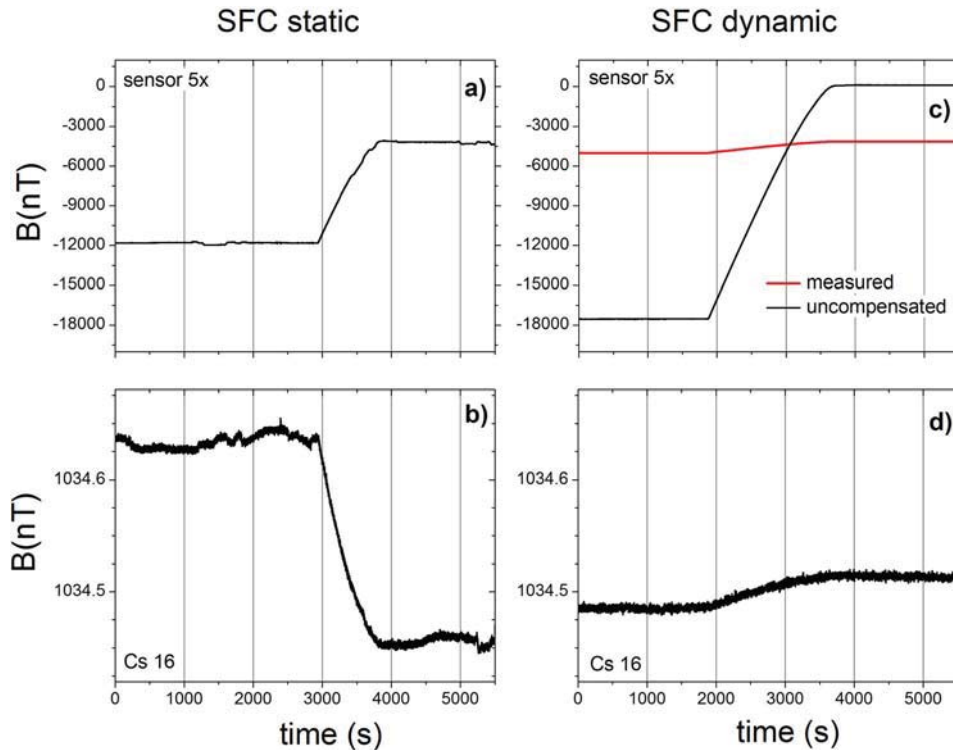 SFC static
SFC dynamic
sensor 5x
a)
0
-3000
-6000
-9000
-12000
-15000
-18000
B(nT)
sensor 5x
c)
0
-3000
-6000
-9000
-12000
-15000
-18000
measured
uncompensated
b)
1034.6
1034.5
B(nT)
Cs 16
0 1000 2000 3000 4000 5000
time (s)
d)
1034.6
1034.5
B(nT)
Cs 16
0 1000 2000 3000 4000 5000
time (s)